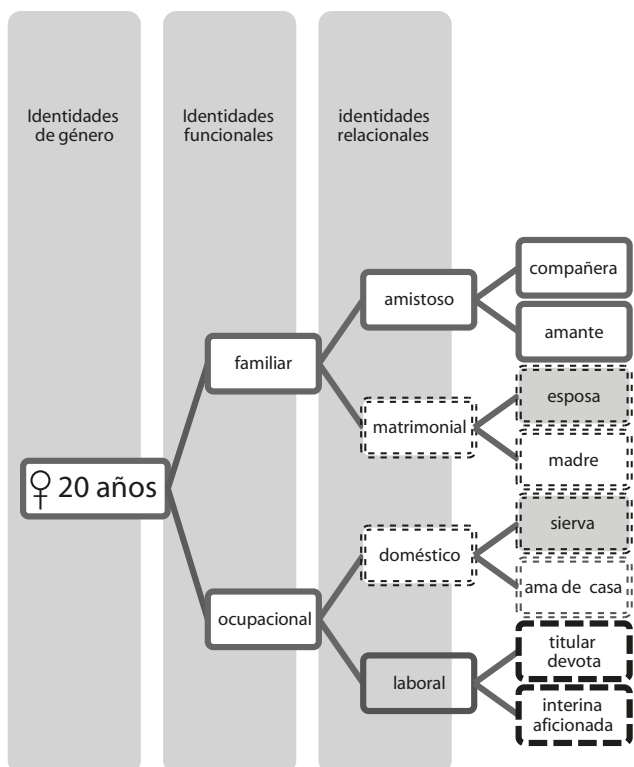 Identidades
de género
Identidades
funcionales
identidades
relacionales
compañera
amistoso
amante
familiar
esposa
matrimonial
madre
♀ 20 años
sierva
doméstico
ama de casa
ocupacional
titular
devota
laboral
interina
aficionada